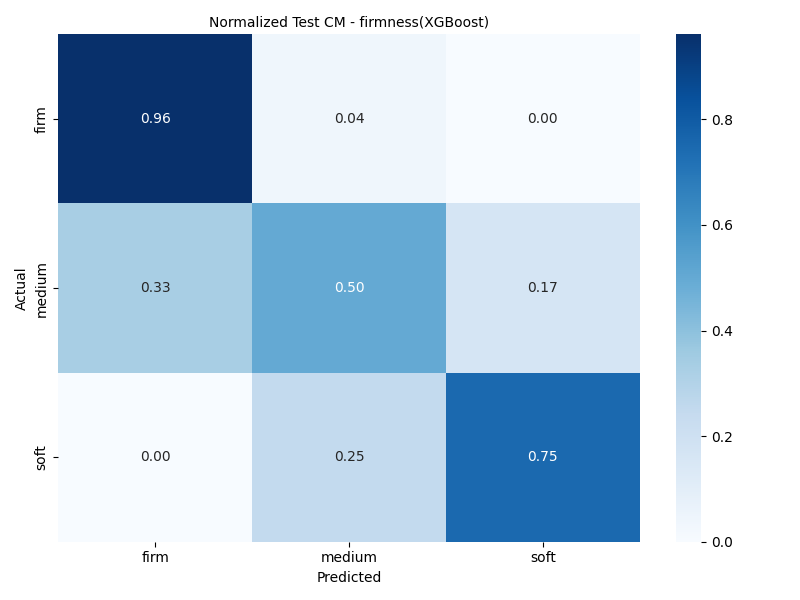 Normalized Test CM - firmness(XGBoost)
firm
0.96
0.04
0.00
Actual
medium
0.33
0.50
0.17
soft
0.00
0.25
0.75
firm
medium
soft
Predicted
0.8
0.6
0.4
0.2
0.0